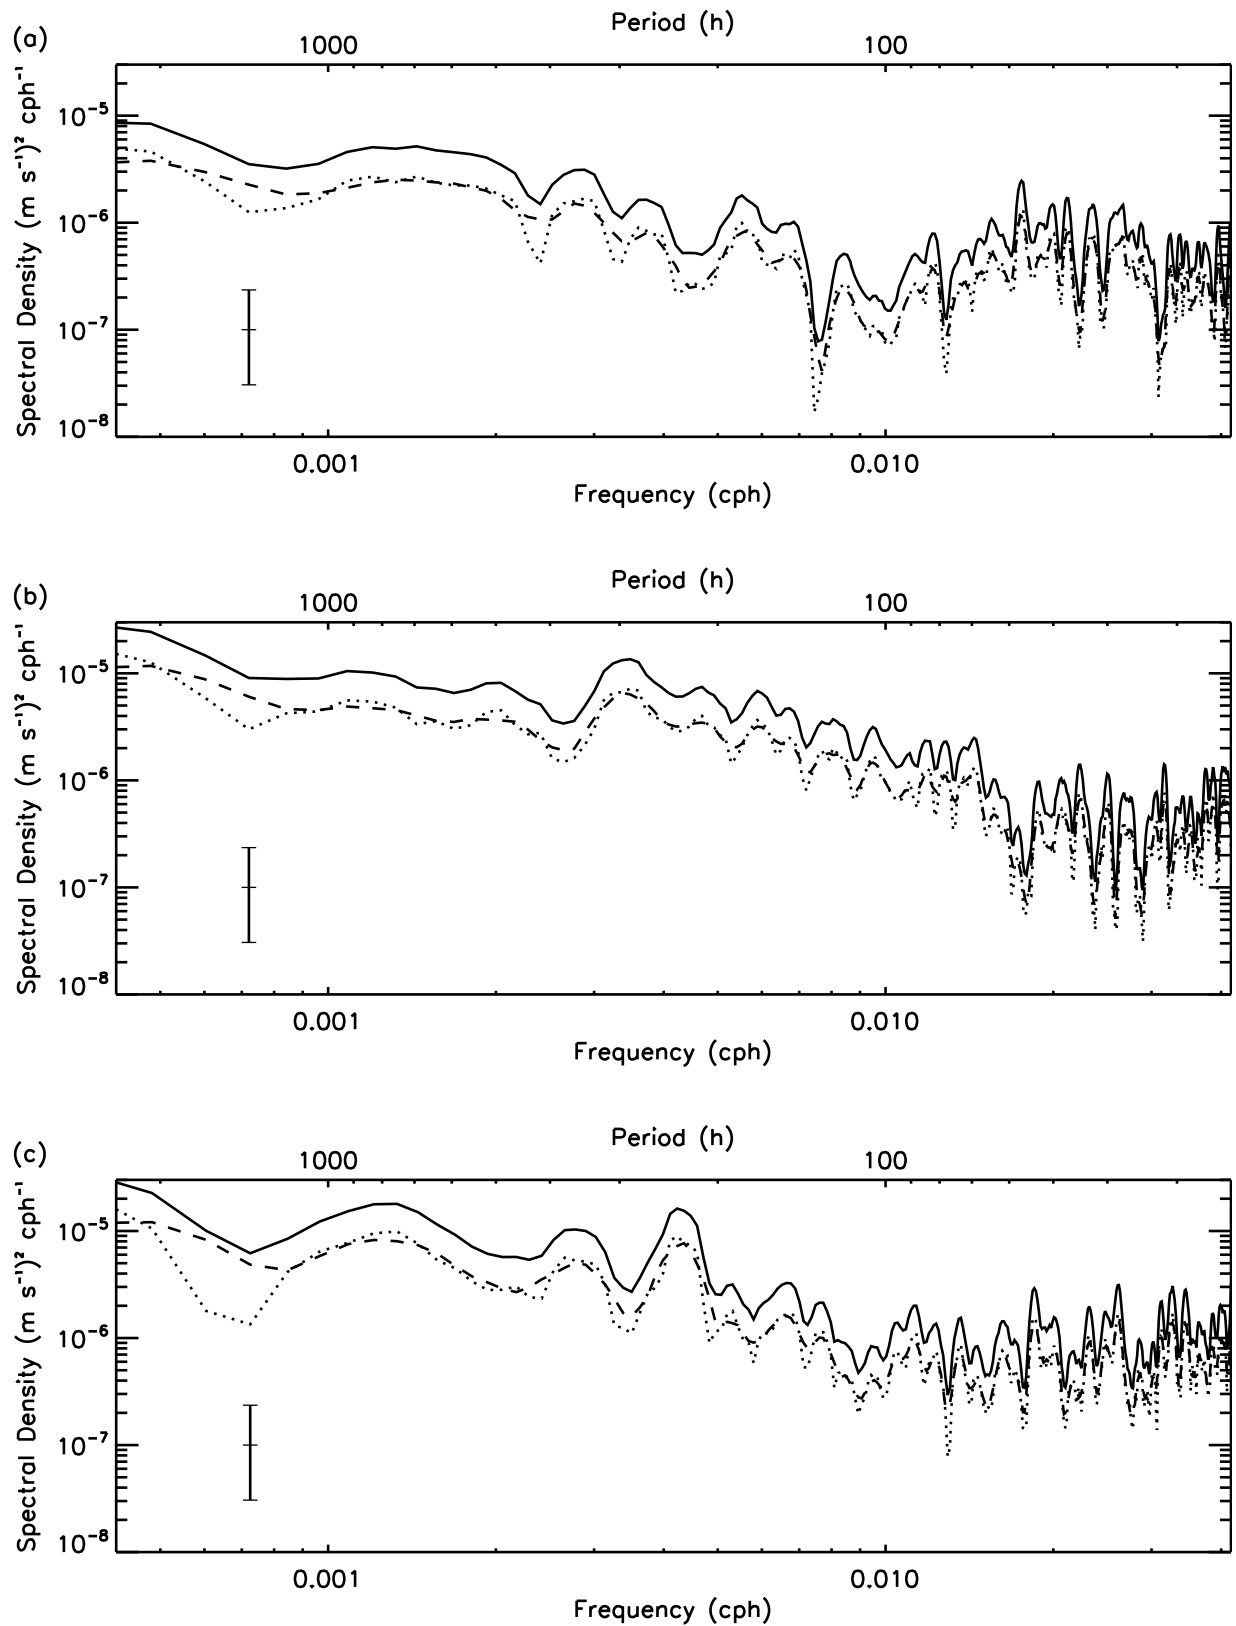 (a)
Period (h)
1000 100
Spectral Density (m s⁻¹)² cph⁻¹
10⁻⁵
10⁻⁶
10⁻⁷
10⁻⁸
0.001 0.010
Frequency (cph)
(b)
Period (h)
1000 100
Spectral Density (m s⁻¹)² cph⁻¹
10⁻⁵
10⁻⁶
10⁻⁷
10⁻⁸
0.001 0.010
Frequency (cph)
(c)
Period (h)
1000 100
Spectral Density (m s⁻¹)² cph⁻¹
10⁻⁵
10⁻⁶
10⁻⁷
10⁻⁸
0.001 0.010
Frequency (cph)